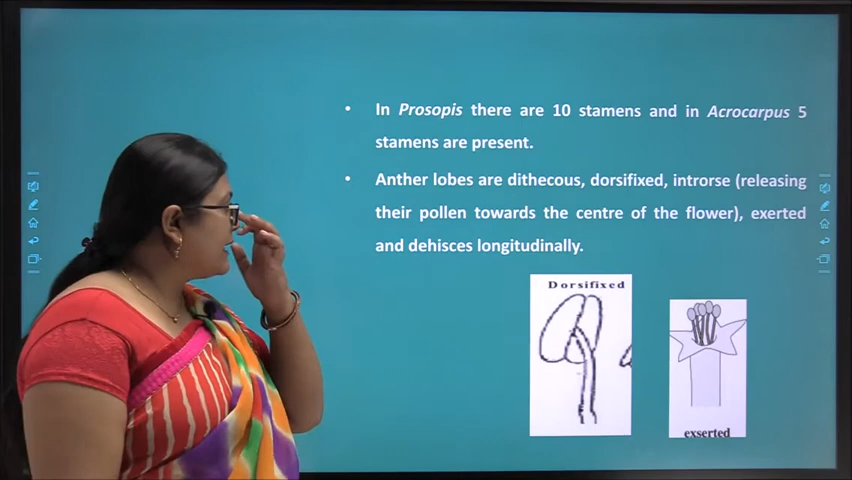 • In Prosopis there are 10 stamens and in Acrocarpus 5
stamens are present.
• Anther lobes are dithecous, dorsifixed, introrse (releasing
their pollen towards the centre of the flower), exerted
and dehisces longitudinally.
Dorsifixed
exserted